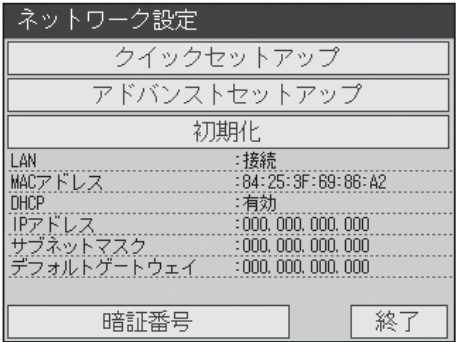 ネットワーク設定
クイックセットアップ
アドバンストセットアップ
初期化
LAN :接続
MACアドレス :84:25:3F:69:86:A2
DHCP :有効
IPアドレス :000.000.000.000
サブネットマスク :000.000.000.000
デフォルトゲートウェイ :000.000.000.000
暗証番号 終了